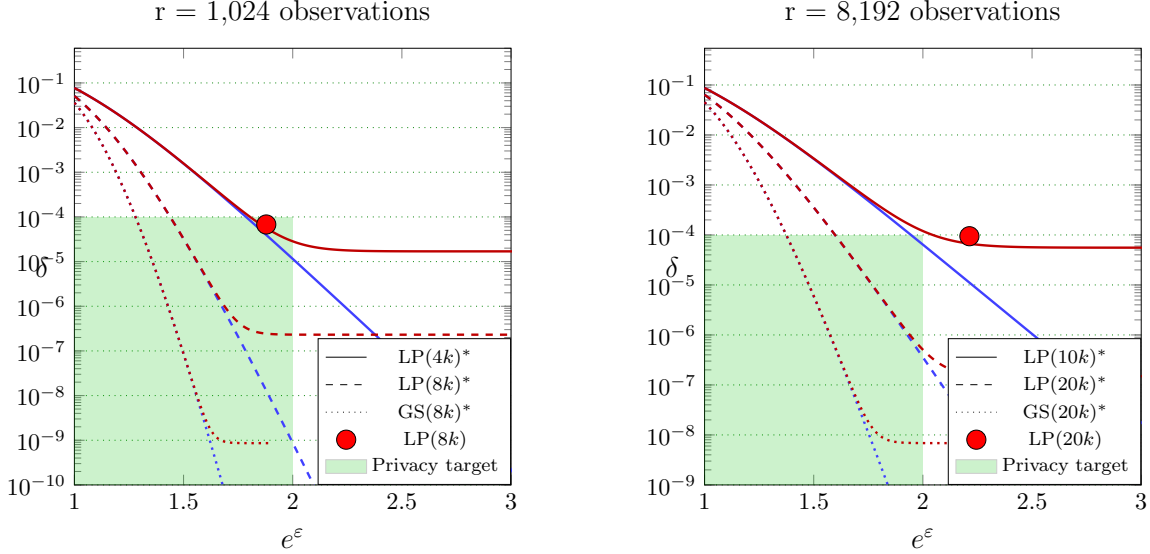 r = 1,024 observations
10⁻¹
10⁻²
10⁻³
10⁻⁴
10⁻⁵
10⁻⁶
10⁻⁷
10⁻⁸
10⁻⁹
10⁻¹⁰
δ
1
1.5
2
2.5
3
e^ε
LP(4k)*
LP(8k)*
GS(8k)*
LP(8k)
Privacy target
r = 8,192 observations
10⁻¹
10⁻²
10⁻³
10⁻⁴
10⁻⁵
10⁻⁶
10⁻⁷
10⁻⁸
10⁻⁹
δ
1
1.5
2
2.5
3
e^ε
LP(10k)*
LP(20k)*
GS(20k)*
LP(20k)
Privacy target